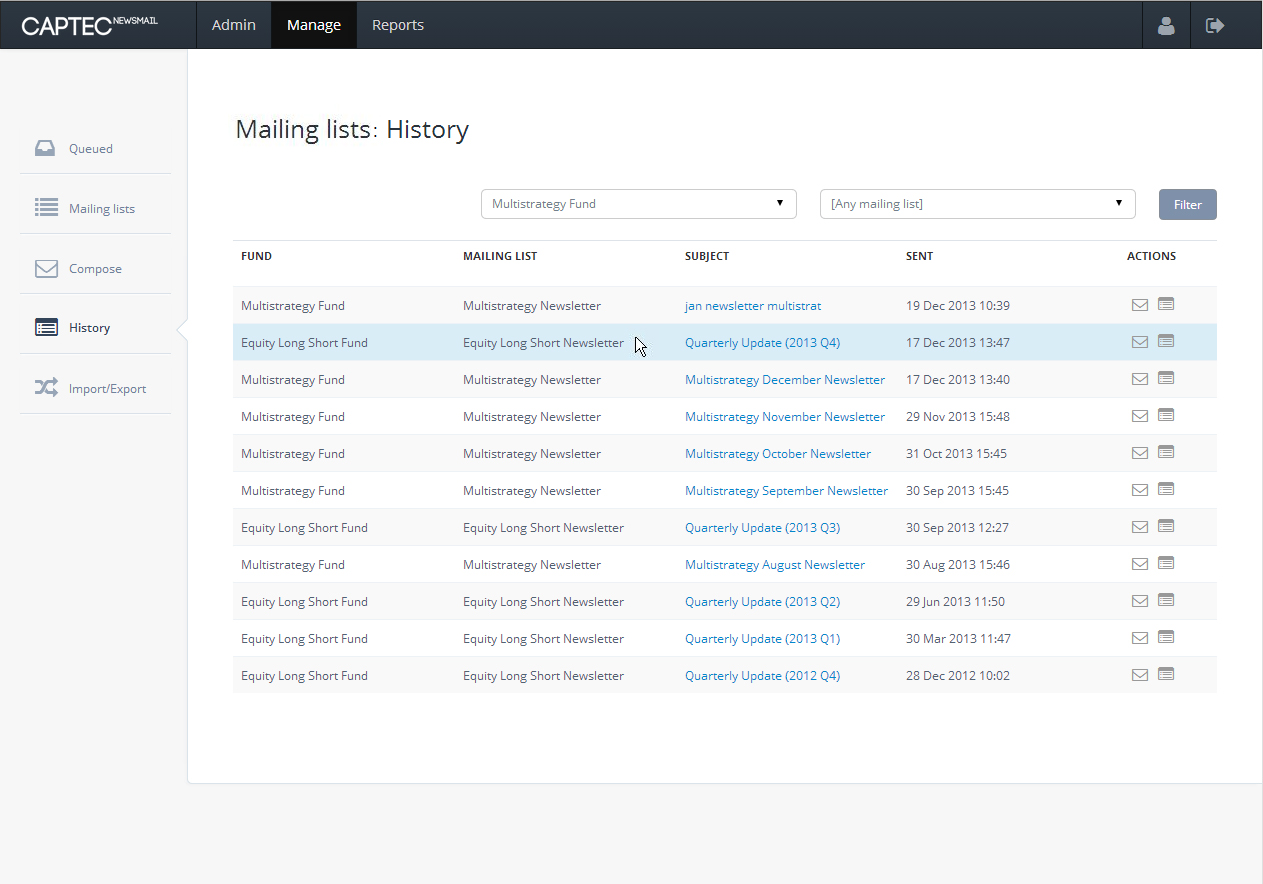 CAPTEC NEWSMAIL Admin Manage Reports
Mailing lists: History
Queued
Mailing lists
Compose
History
Import/Export
Multistrategy Fund [Any mailing list] Filter
FUND MAILING LIST SUBJECT SENT ACTIONS
Multistrategy Fund Multistrategy Newsletter jan newsletter multistrat 19 Dec 2013 10:39
Equity Long Short Fund Equity Long Short Newsletter Quarterly Update (2013 Q4) 17 Dec 2013 13:47
Multistrategy Fund Multistrategy Newsletter Multistrategy December Newsletter 17 Dec 2013 13:40
Multistrategy Fund Multistrategy Newsletter Multistrategy November Newsletter 29 Nov 2013 15:48
Multistrategy Fund Multistrategy Newsletter Multistrategy October Newsletter 31 Oct 2013 15:45
Multistrategy Fund Multistrategy Newsletter Multistrategy September Newsletter 30 Sep 2013 15:45
Equity Long Short Fund Equity Long Short Newsletter Quarterly Update (2013 Q3) 30 Sep 2013 12:27
Multistrategy Fund Multistrategy Newsletter Multistrategy August Newsletter 30 Aug 2013 15:46
Equity Long Short Fund Equity Long Short Newsletter Quarterly Update (2013 Q2) 29 Jun 2013 11:50
Equity Long Short Fund Equity Long Short Newsletter Quarterly Update (2013 Q1) 30 Mar 2013 11:47
Equity Long Short Fund Equity Long Short Newsletter Quarterly Update (2012 Q4) 28 Dec 2012 10:02